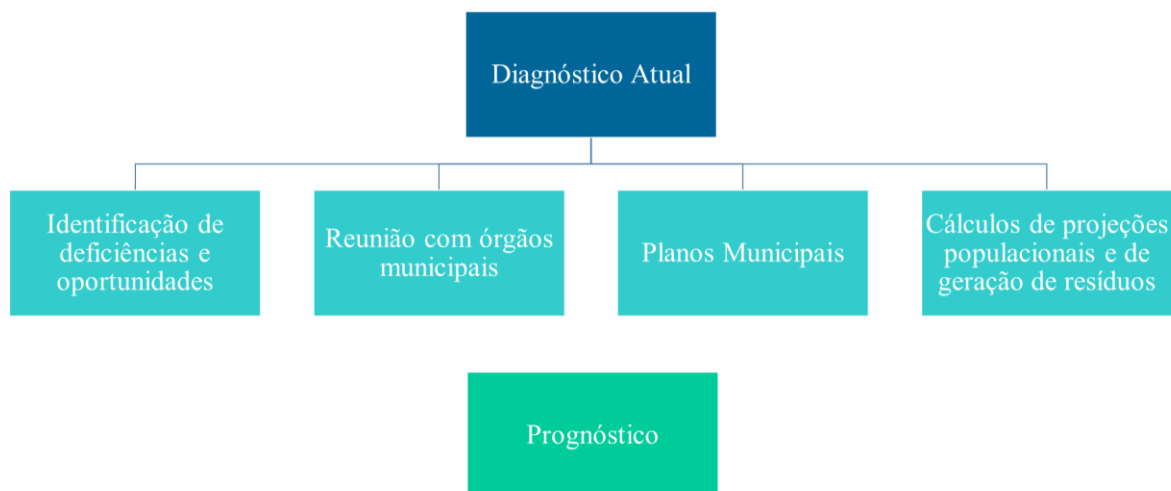 Diagnóstico Atual
Identificação de
deficiências e
oportunidades
Reunião com órgãos
municipais
Planos Municipais
Cálculos de projeções
populacionais e de
geração de resíduos
Prognóstico